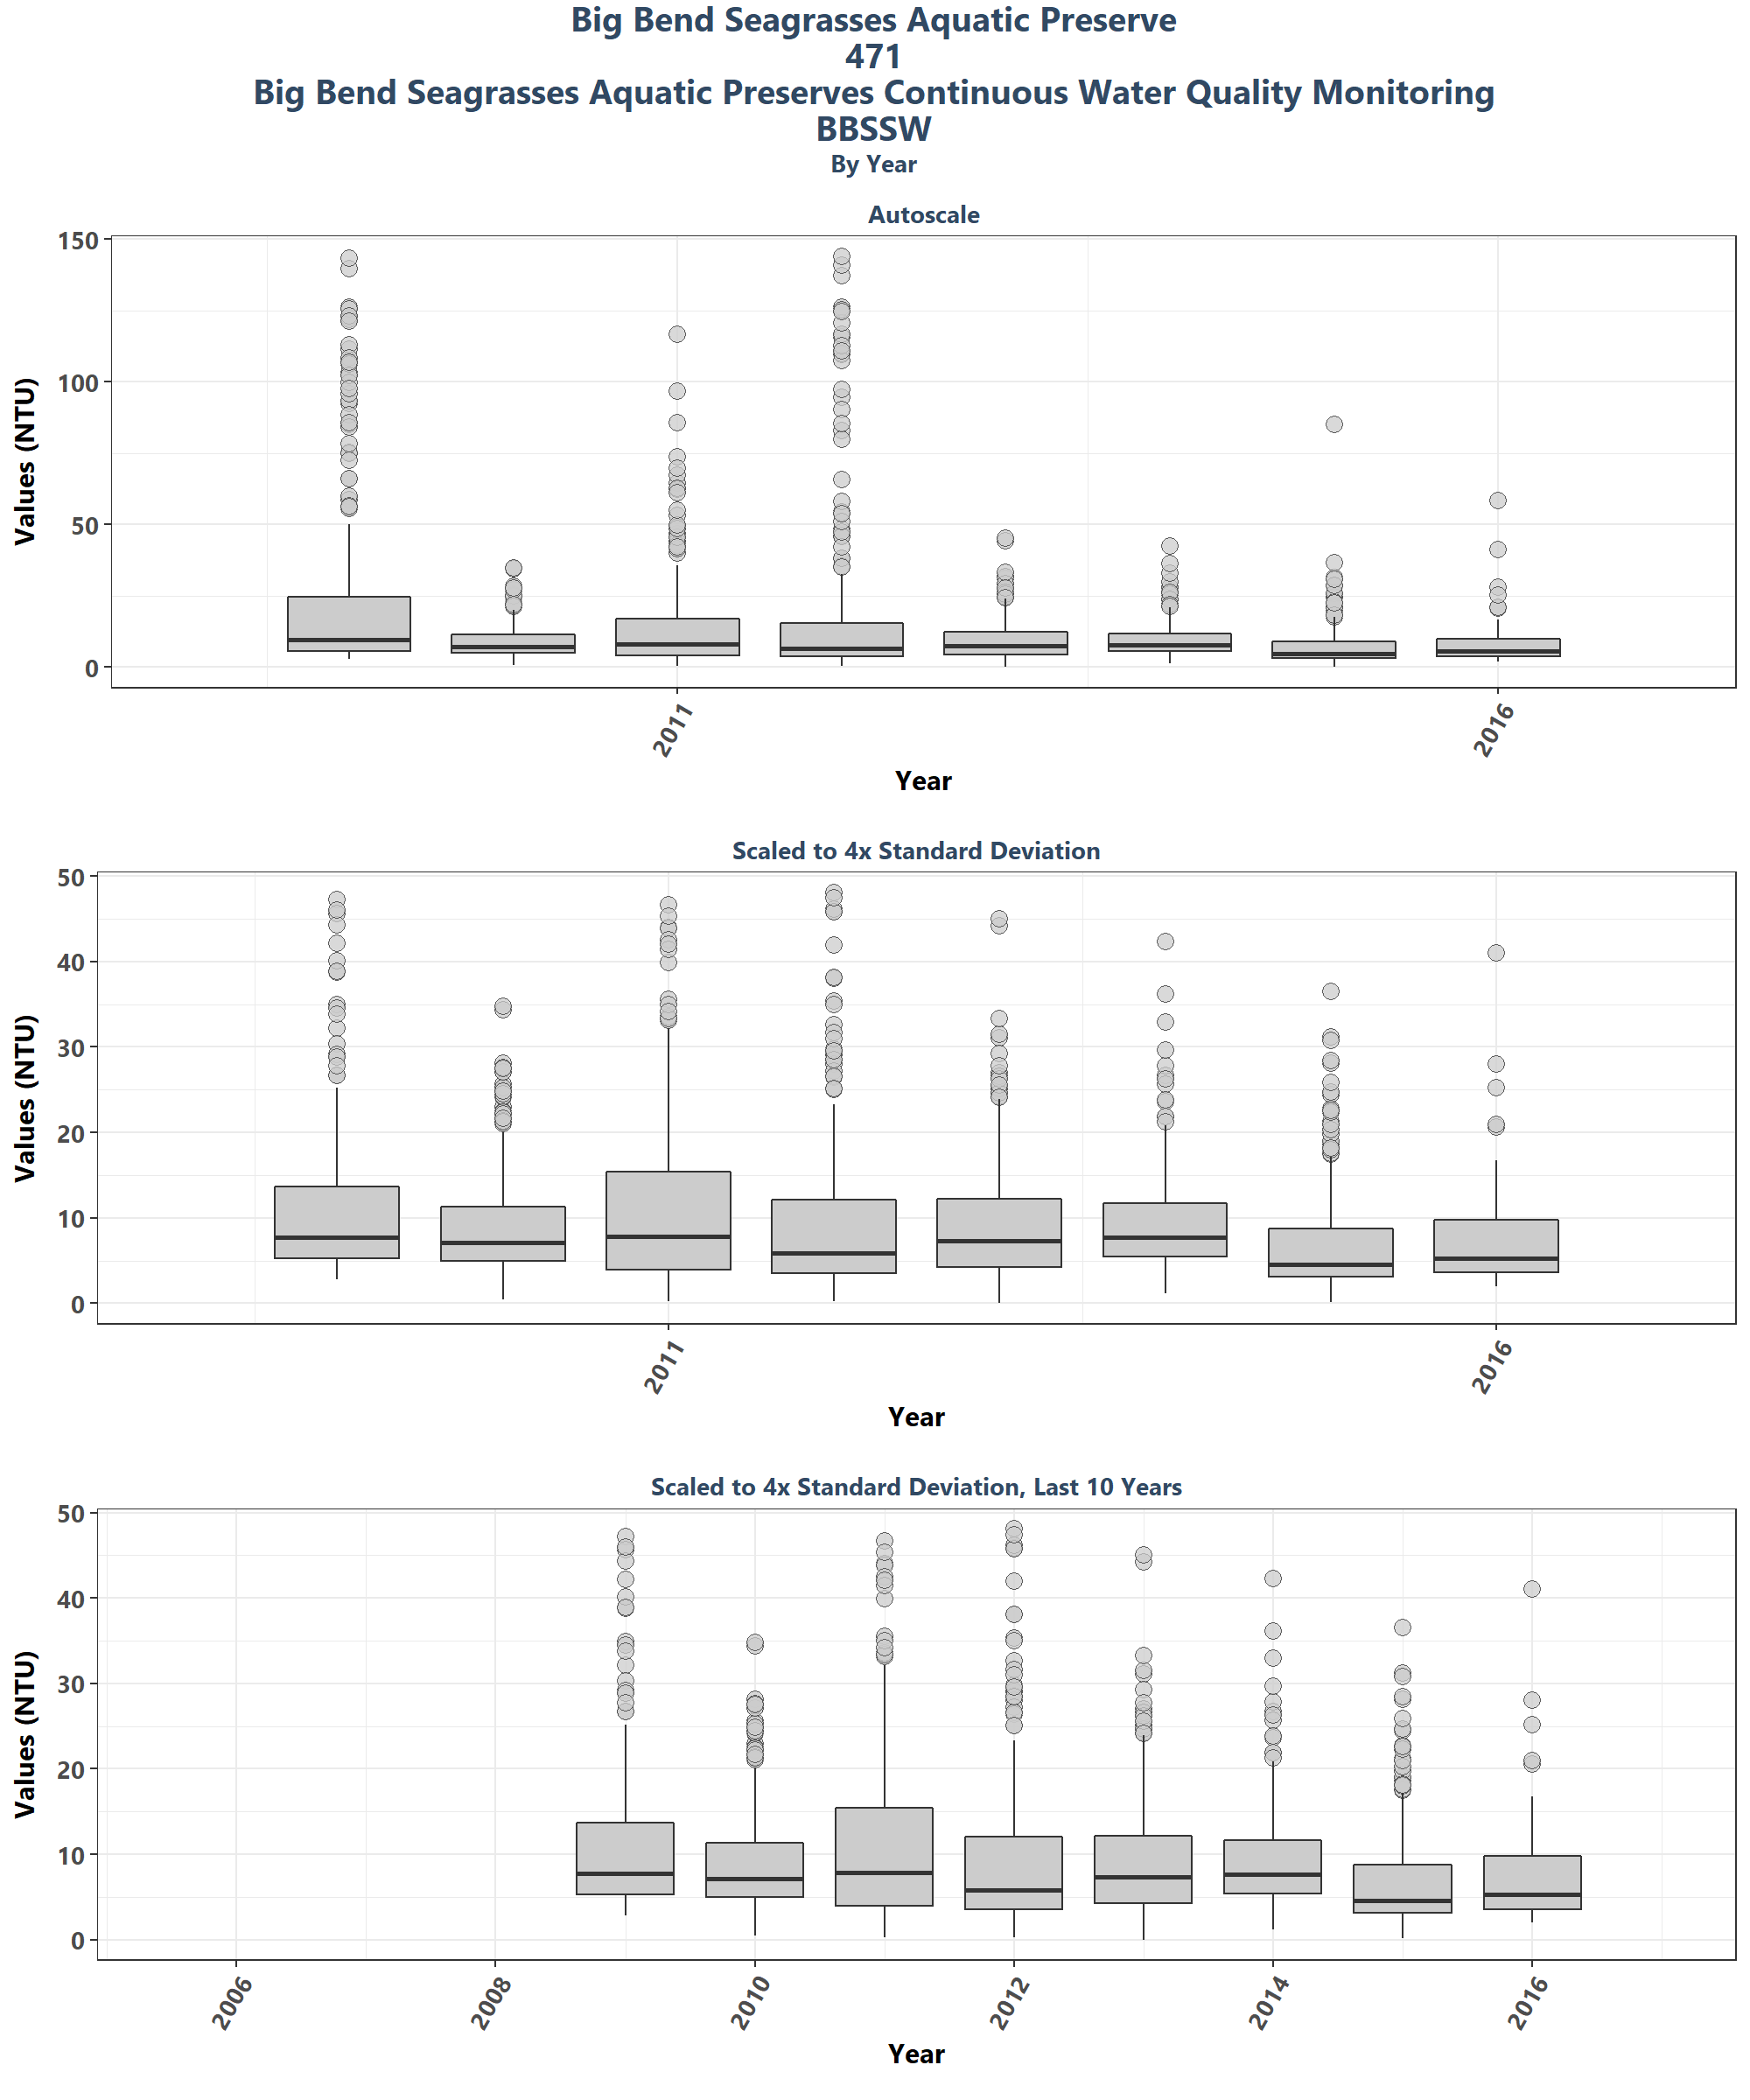 Big Bend Seagrasses Aquatic Preserve
471
Big Bend Seagrasses Aquatic Preserves Continuous Water Quality Monitoring
BBSSW
By Year
Autoscale
Values (NTU)
150
100
50
0
2011
2016
Year
Scaled to 4x Standard Deviation
Values (NTU)
50
40
30
20
10
0
2011
2016
Year
Scaled to 4x Standard Deviation, Last 10 Years
Values (NTU)
50
40
30
20
10
0
2006
2008
2010
2012
2014
2016
Year